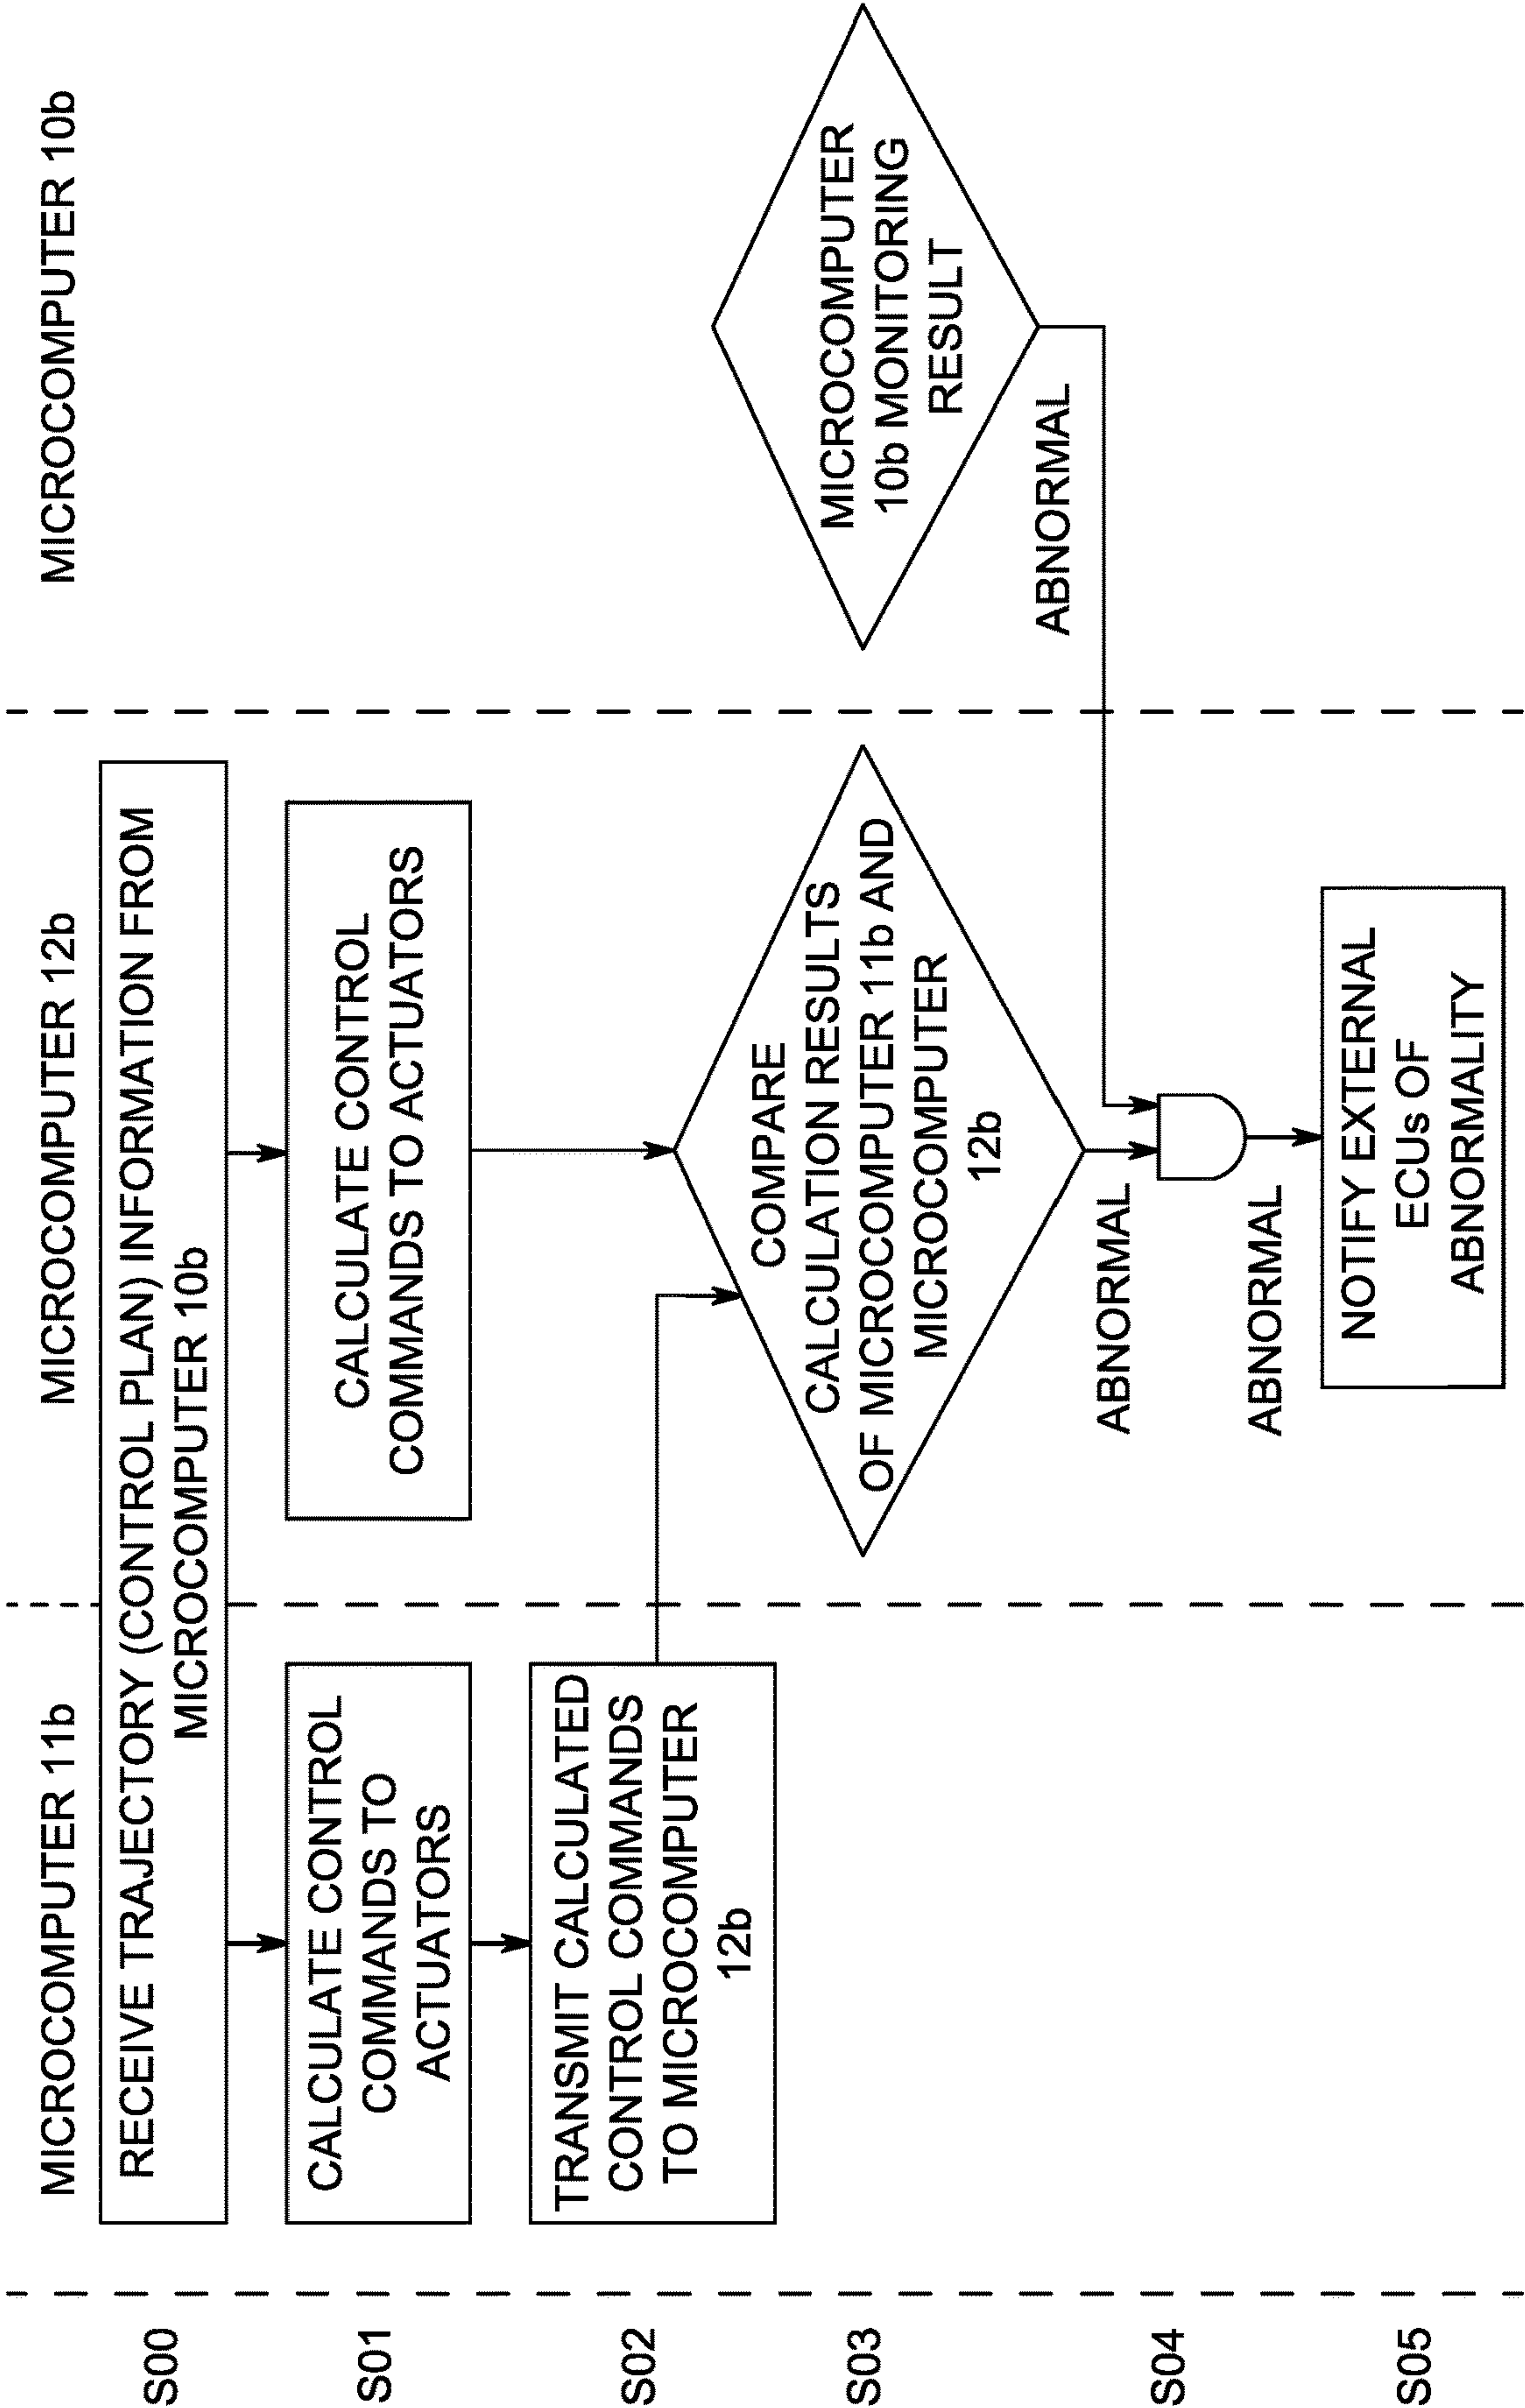 MICROCOMPUTER 11b
MICROCOMPUTER 12b
MICROCOMPUTER 10b
S00
RECEIVE TRAJECTORY (CONTROL PLAN) INFORMATION FROM
MICROCOMPUTER 10b
S01
CALCULATE CONTROL
COMMANDS TO
ACTUATORS
CALCULATE CONTROL
COMMANDS TO ACTUATORS
S02
TRANSMIT CALCULATED
CONTROL COMMANDS
TO MICROCOMPUTER
12b
S03
COMPARE
CALCULATION RESULTS
OF MICROCOMPUTER 11b AND
MICROCOMPUTER
12b
MICROCOMPUTER
10b MONITORING
RESULT
ABNORMAL
S04
ABNORMAL
ABNORMAL
S05
NOTIFY EXTERNAL
ECUs OF
ABNORMALITY